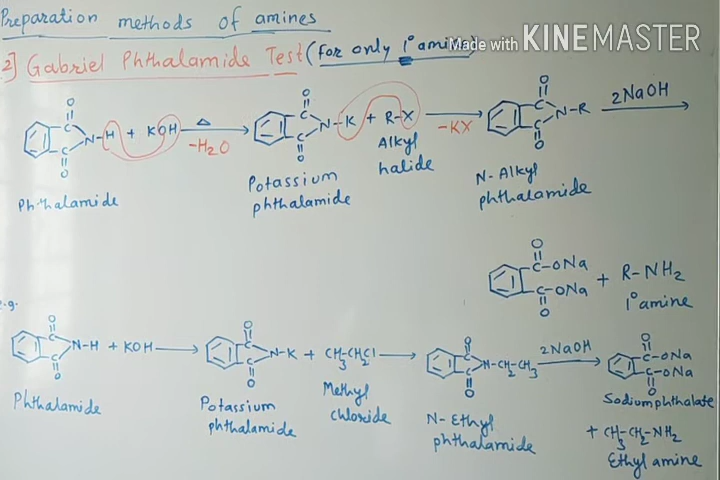 Preparation methods of amines
Made with KINEMASTER
2] Gabriel Phthalamide Test (for only 1° amine)
O
C
N-H + KOH
C
O
Δ
-H2O
O
C
N-K + R-X
C
O
-KX
O
C
N-R
C
O
2NaOH
Phthalamide
Potassium phthalamide
Alkyl halide
N-Alkyl phthalamide
O
C-ONa
C-ONa
O
+ R-NH2
1° amine
e.g.
O
C
N-H + KOH
C
O
O
C
N-K + CH3-CH2Cl
C
O
O
C
N-CH2-CH3
C
O
2NaOH
O
C-ONa
C-ONa
O
Phthalamide
Potassium phthalamide
Methyl chloride
N-Ethyl phthalamide
Sodium phthalate
+ CH3-CH2-NH2
Ethyl amine